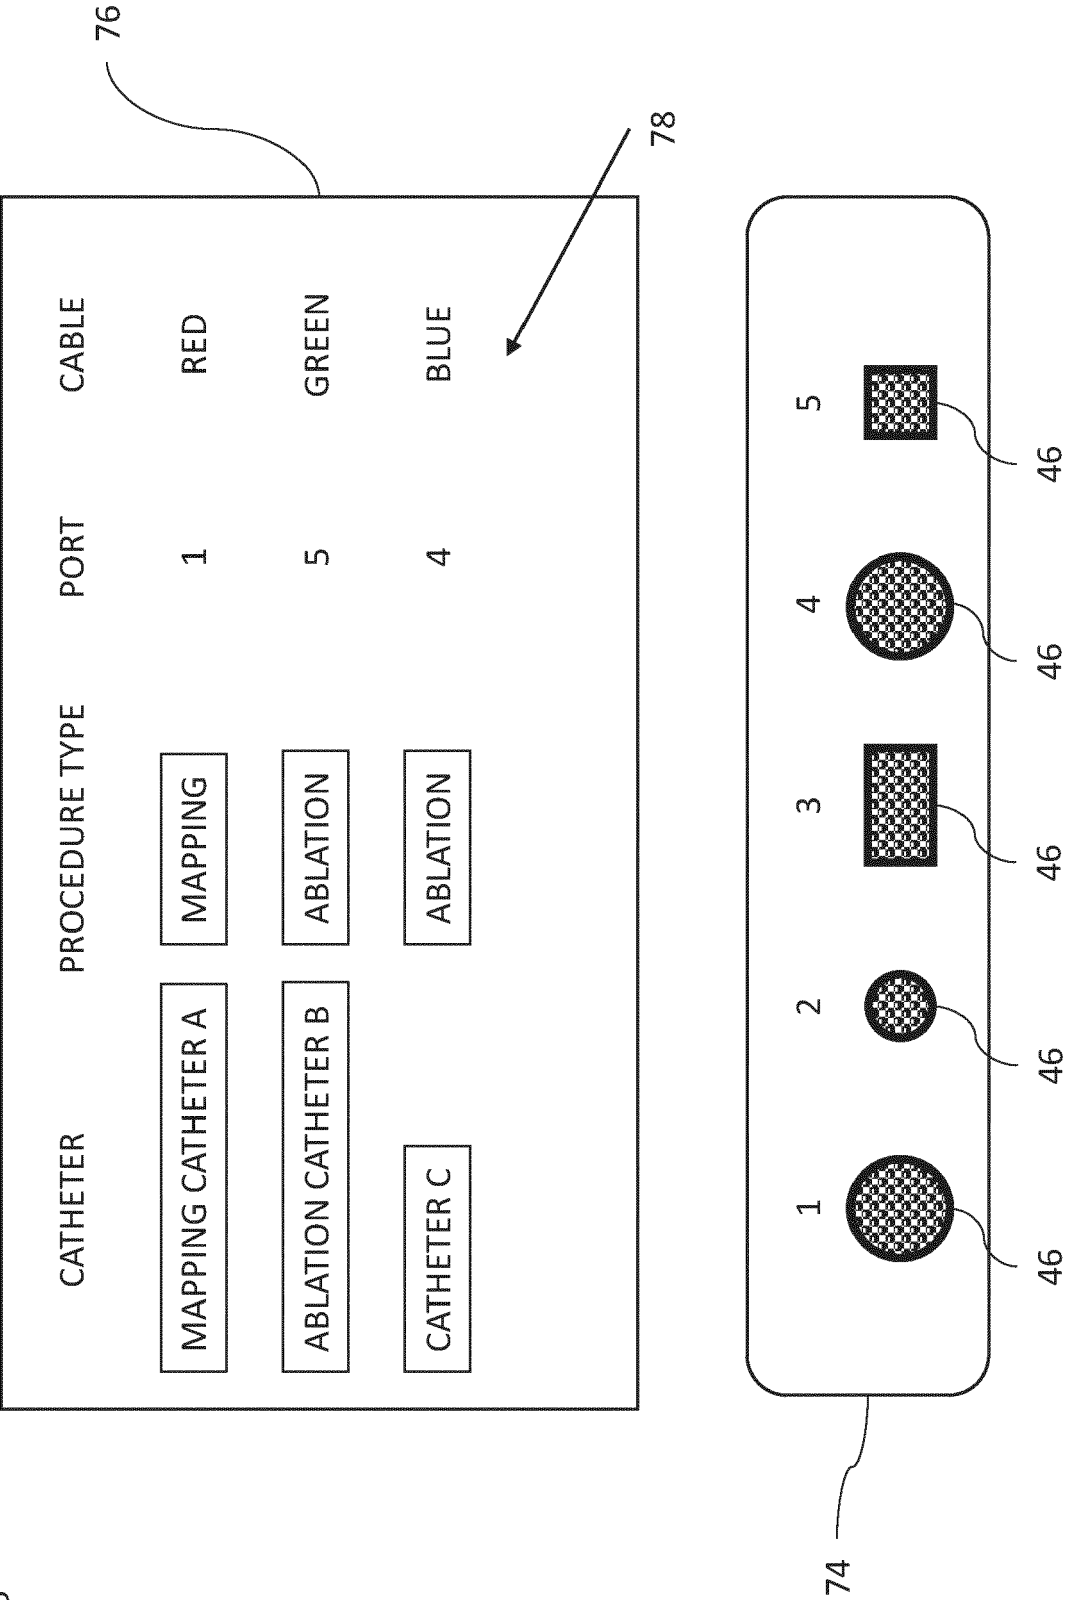 76
CATHETER PROCEDURE TYPE PORT CABLE
MAPPING CATHETER A MAPPING 1 RED
ABLATION CATHETER B ABLATION 5 GREEN
CATHETER C ABLATION 4 BLUE
78
1 2 3 4 5
74
46 46 46 46 46